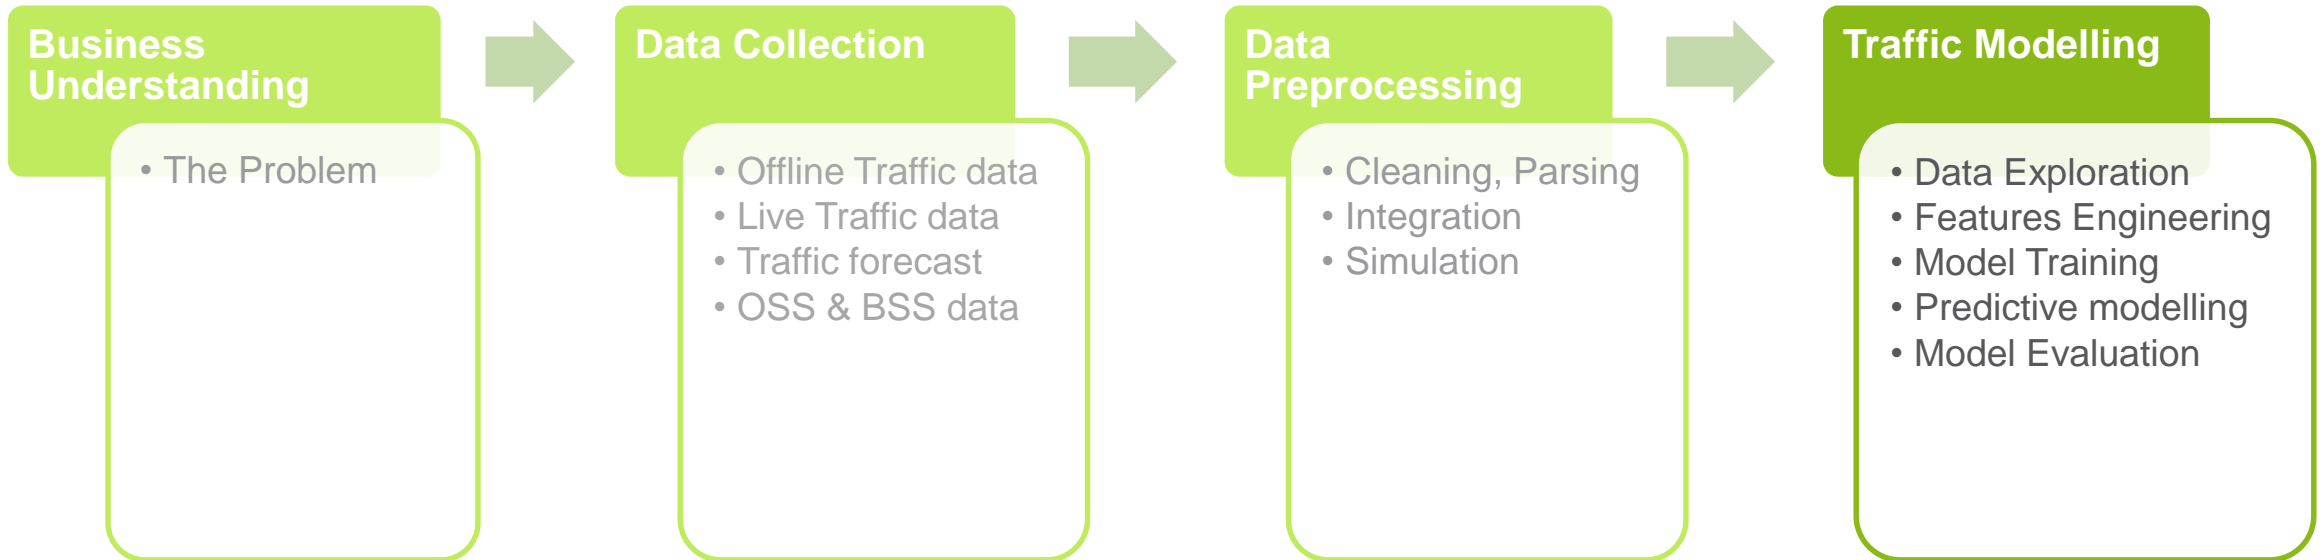 Business
Understanding
• The Problem
Data Collection
• Offline Traffic data
• Live Traffic data
• Traffic forecast
• OSS & BSS data
Data
Preprocessing
• Cleaning, Parsing
• Integration
• Simulation
Traffic Modelling
• Data Exploration
• Features Engineering
• Model Training
• Predictive modelling
• Model Evaluation